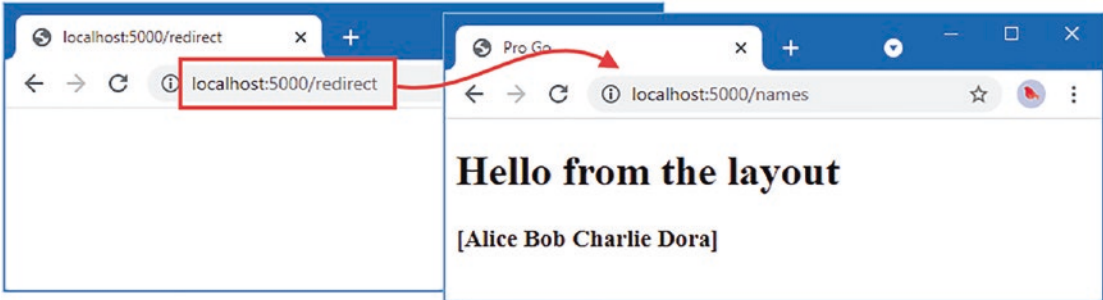 localhost:5000/redirect
localhost:5000/redirect
Pro Go
localhost:5000/names
Hello from the layout
[Alice Bob Charlie Dora]